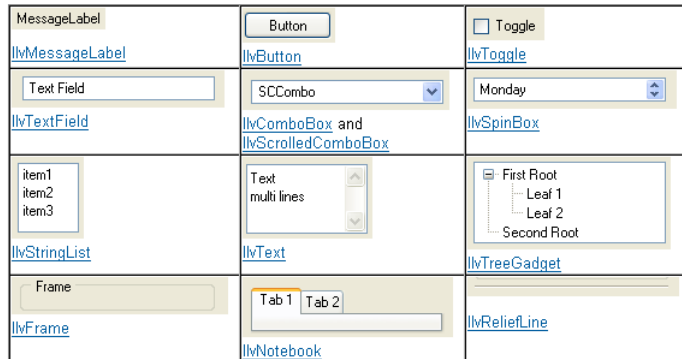 MessageLabel
IlvMessageLabel
Button
IlvButton
Toggle
IlvToggle
Text Field
IlvTextField
SCCombo
IlvComboBox and
IlvScrolledComboBox
Monday
IlvSpinBox
item1
item2
item3
IlvStringList
Text
multi lines
IlvText
First Root
Leaf 1
Leaf 2
Second Root
IlvTreeGadget
Frame
IlvFrame
Tab 1 Tab 2
IlvNotebook
IlvReliefLine